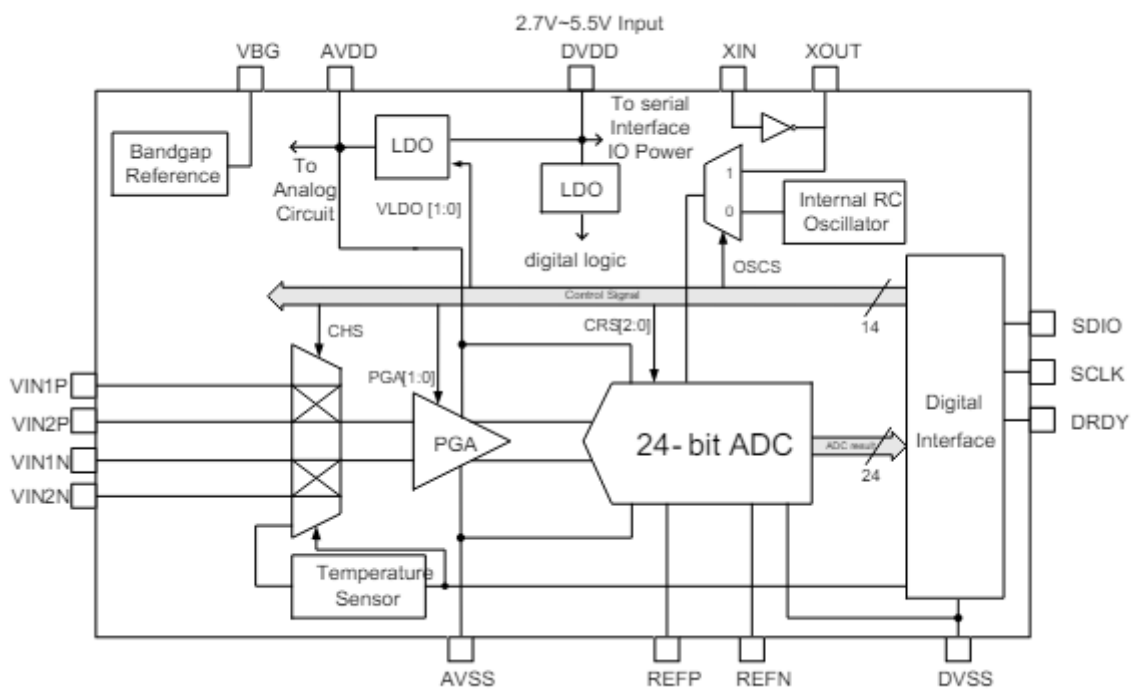 2.7V~5.5V Input
VBG
AVDD
DVDD
XIN
XOUT
Bandgap
Reference
To
Analog
Circuit
LDO
VLDO [1:0]
To serial
Interface
IO Power
LDO
digital logic
1
0
Internal RC
Oscillator
OSCS
Control Signal
14
CHS
PGA[1:0]
CRS[2:0]
VIN1P
VIN2P
VIN1N
VIN2N
PGA
24-bit ADC
ADC result
24
Digital
Interface
SDIO
SCLK
DRDY
Temperature
Sensor
AVSS
REFP
REFN
DVSS